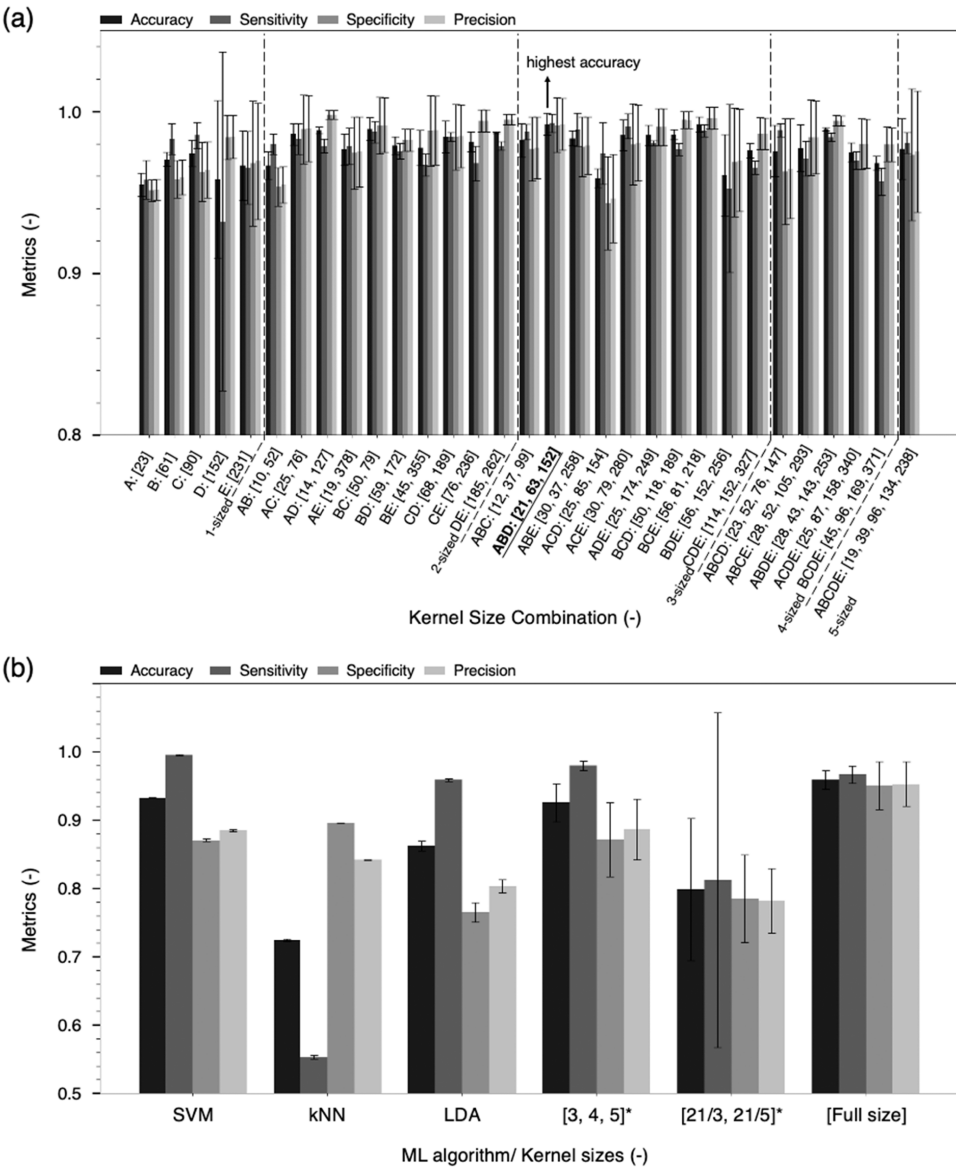 (a)
Accuracy Sensitivity Specificity Precision
highest accuracy
1.0
0.9
0.8
Metrics (-)
A: [23]
B: [61]
C: [90]
D: [152]
E: [231]
1-sized
AB: [10, 52]
AC: [25, 76]
AD: [14, 127]
AE: [19, 378]
BC: [50, 79]
BD: [59, 172]
BE: [45, 355]
CD: [68, 189]
CE: [76, 236]
DE: [185, 262]
2-sized
ABC: [12, 37, 99]
ABD: [21, 63, 152]
ABE: [30, 37, 258]
ACD: [25, 85, 154]
ACE: [30, 79, 280]
ADE: [25, 174, 249]
BCD: [50, 118, 189]
BCE: [56, 81, 218]
BDE: [56, 152, 256]
CDE: [114, 152, 327]
3-sized
ABCD: [23, 52, 76, 147]
ABCE: [28, 52, 105, 293]
ABDE: [28, 43, 143, 253]
ACDE: [25, 87, 158, 340]
BCDE: [45, 96, 169, 371]
4-sized
ABCDE: [19, 39, 96, 134, 238]
5-sized
Kernel Size Combination (-)
(b)
Accuracy Sensitivity Specificity Precision
1.0
0.9
0.8
0.7
0.6
0.5
Metrics (-)
SVM kNN LDA [3, 4, 5]* [21/3, 21/5]* [Full size]
ML algorithm/ Kernel sizes (-)